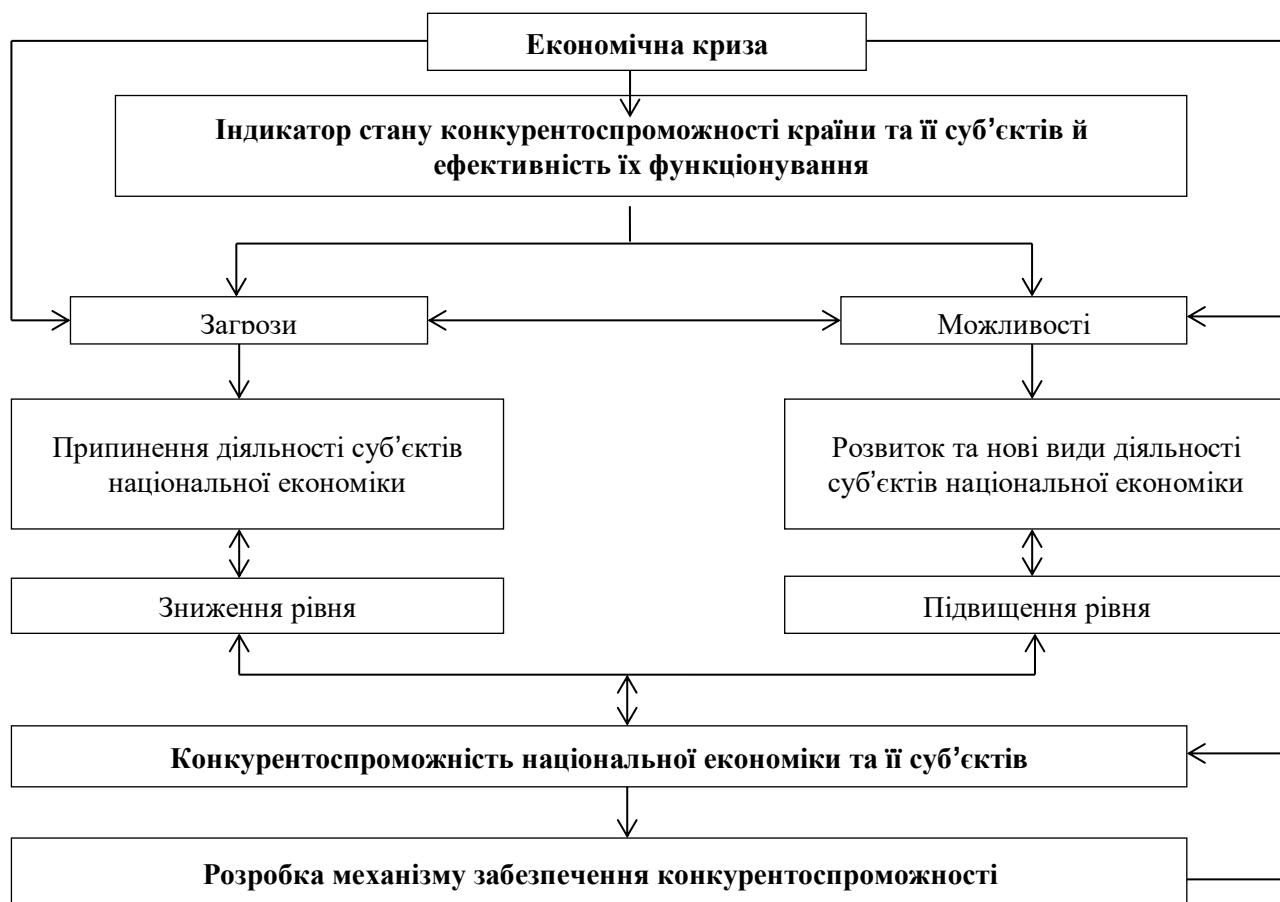 Економічна криза
Індикатор стану конкурентоспроможності країни та її суб’єктів й
ефективність їх функціонування
Загрози
Можливості
Припинення діяльності суб’єктів
національної економіки
Розвиток та нові види діяльності
суб’єктів національної економіки
Зниження рівня
Підвищення рівня
Конкурентоспроможність національної економіки та її суб’єктів
Розробка механізму забезпечення конкурентоспроможності